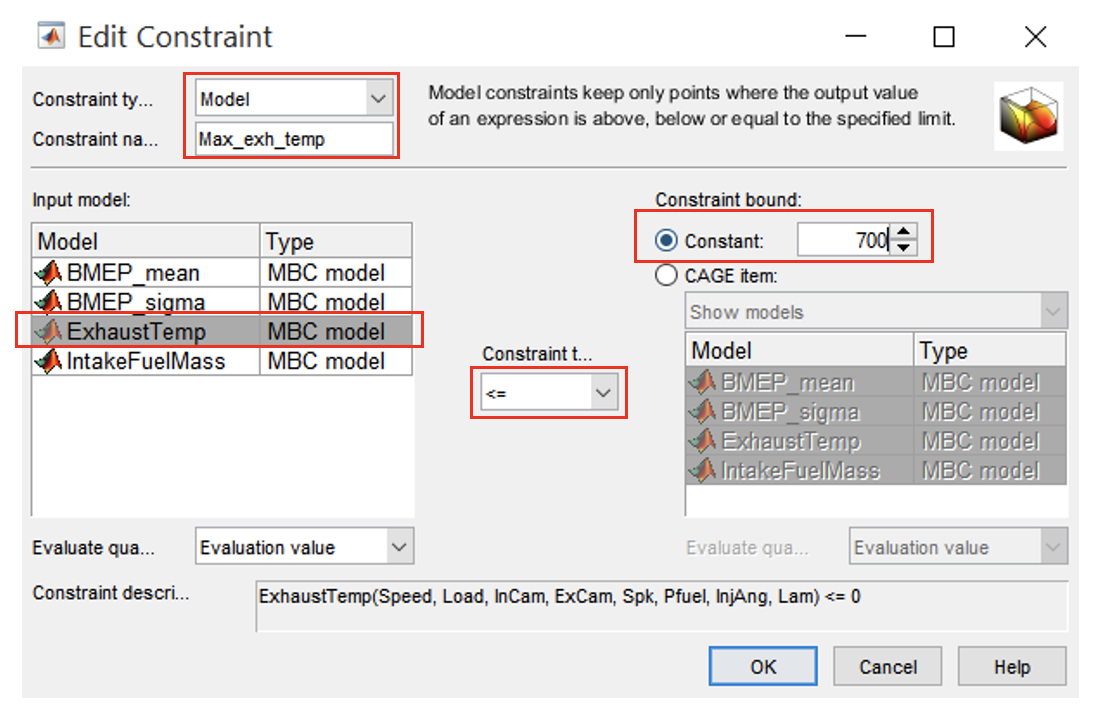 Edit Constraint
Constraint ty... Model
Constraint na... Max_exh_temp
Model constraints keep only points where the output value
of an expression is above, below or equal to the specified limit.
Input model:
Model Type
BMEP_mean MBC model
BMEP_sigma MBC model
ExhaustTemp MBC model
IntakeFuelMass MBC model
Evaluate qua... Evaluation value
Constraint t...
<=
Constraint bound:
Constant: 700
CAGE item:
Show models
Model Type
BMEP_mean MBC model
BMEP_sigma MBC model
ExhaustTemp MBC model
IntakeFuelMass MBC model
Evaluate qua... Evaluation value
Constraint descri... ExhaustTemp(Speed, Load, InCam, ExCam, Spk, Pfuel, InjAng, Lam) <= 0
OK Cancel Help